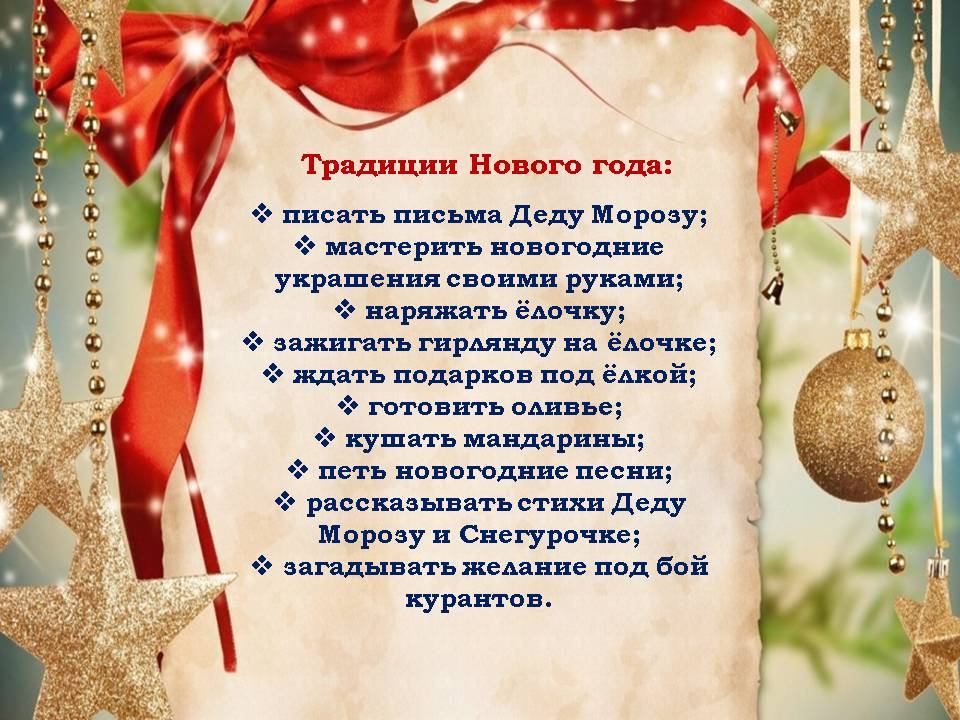 Традиции Нового года:
❖ писать письма Деду Морозу;
❖ мастерить новогодние
украшения своими руками;
❖ наряжать ёлочку;
❖ зажигать гирлянду на ёлочке;
❖ ждать подарков под ёлкой;
❖ готовить оливье;
❖ кушать мандарины;
❖ петь новогодние песни;
❖ рассказывать стихи Деду
Морозу и Снегурочке;
❖ загадывать желание под бой
курантов.